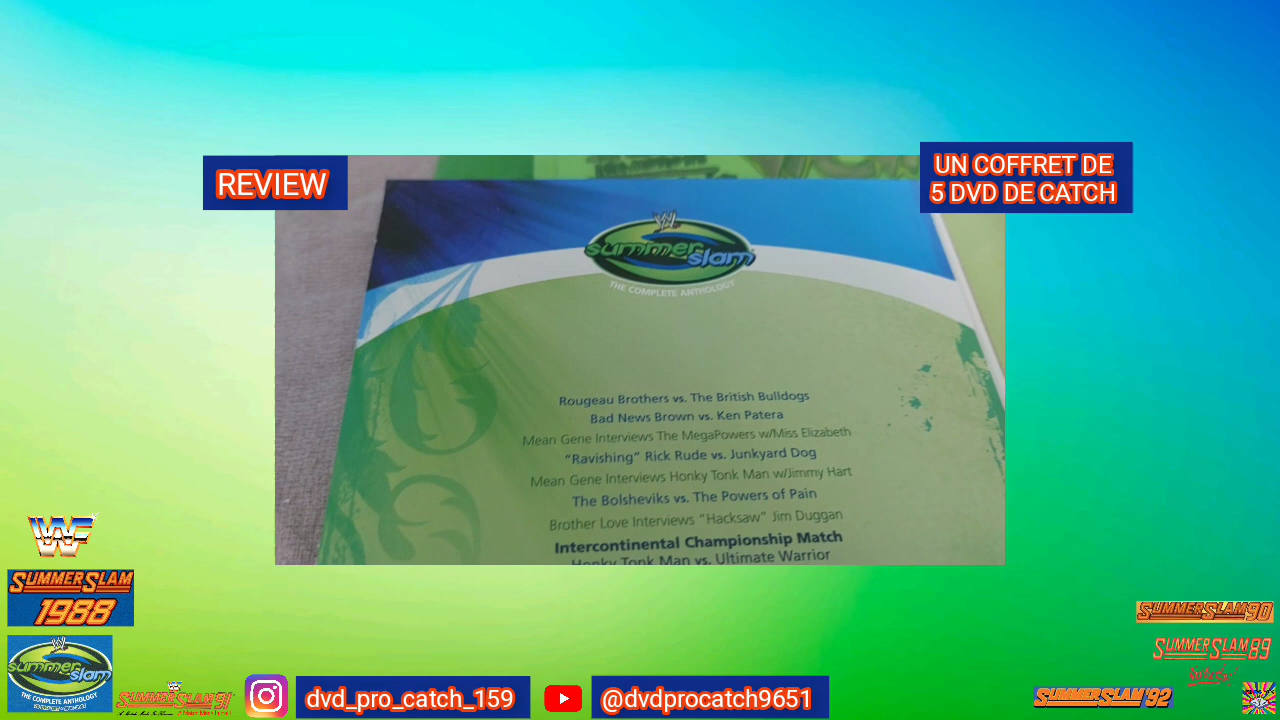 REVIEW
UN COFFRET DE
5 DVD DE CATCH
summerslam
THE COMPLETE ANTHOLOGY
Rougeau Brothers vs. The British Bulldogs
Bad News Brown vs. Ken Patera
Mean Gene Interviews The MegaPowers w/Miss Elizabeth
"Ravishing" Rick Rude vs. Junkyard Dog
Mean Gene Interviews Honky Tonk Man w/Jimmy Hart
The Bolsheviks vs. The Powers of Pain
Brother Love Interviews "Hacksaw" Jim Duggan
Intercontinental Championship Match
Honky Tonk Man vs. Ultimate Warrior
WF
SUMMERSLAM
1988
summerslam
THE COMPLETE ANTHOLOGY
SUMMERSLAM 91
dvd_pro_catch_159
@dvdprocatch9651
SUMMERSLAM 90
SUMMERSLAM 89
SUMMERSLAM '92